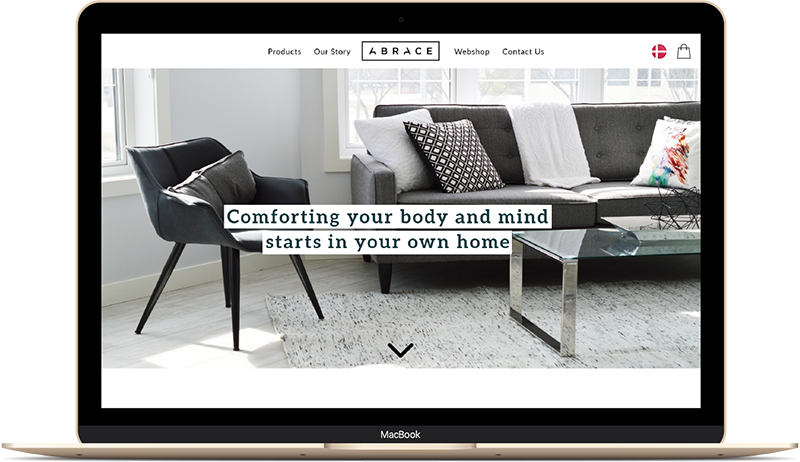 Products Our Story ABRACE Webshop Contact Us
Comforting your body and mind
starts in your own home
MacBook